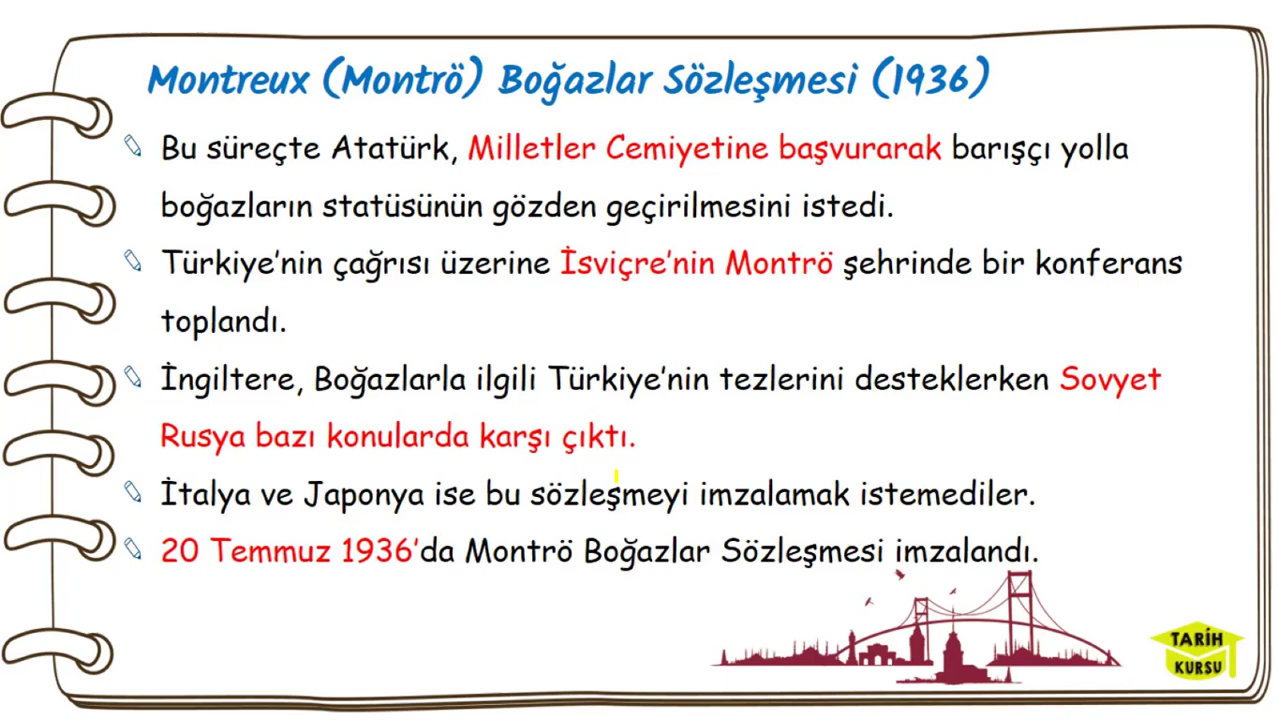 Montreux (Montrö) Boğazlar Sözleşmesi (1936)
Bu süreçte Atatürk, Milletler Cemiyetine başvurarak barışçı yolla
boğazların statüsünün gözden geçirilmesini istedi.
Türkiye’nin çağrısı üzerine İsviçre’nin Montrö şehrinde bir konferans
toplandı.
İngiltere, Boğazlarla ilgili Türkiye’nin tezlerini desteklerken Sovyet
Rusya bazı konularda karşı çıktı.
İtalya ve Japonya ise bu sözleşmeyi imzalamak istemediler.
20 Temmuz 1936’da Montrö Boğazlar Sözleşmesi imzalandı.
TARİH
KURSU